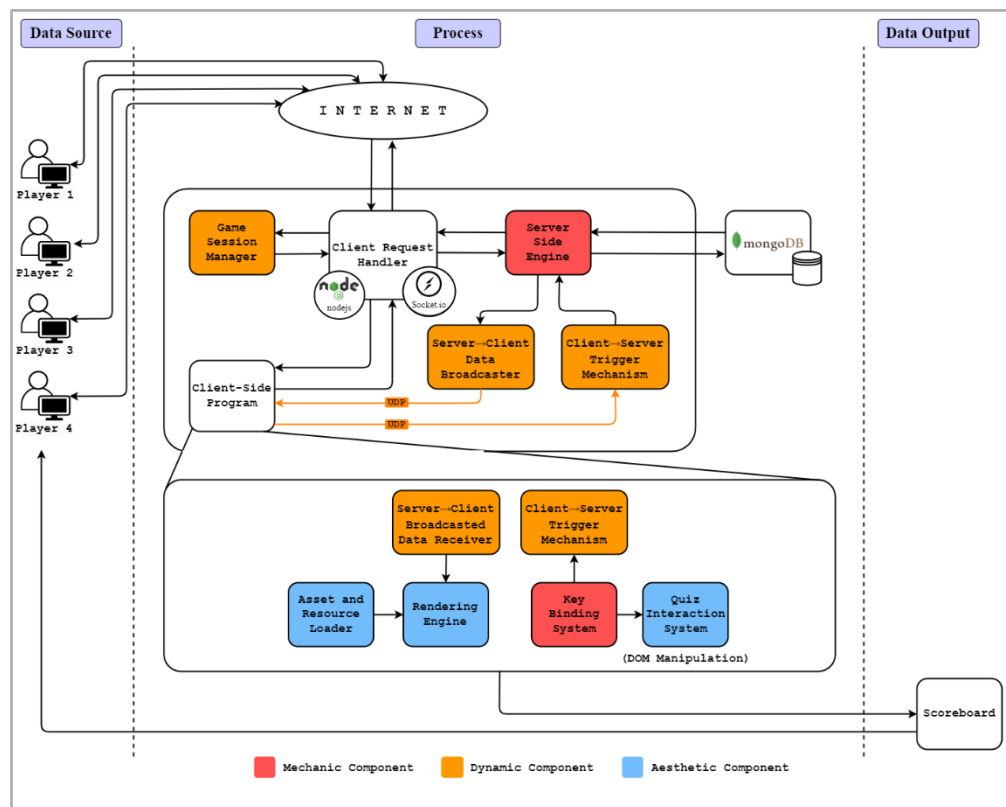 Data Source
Process
Data Output
INTERNET
Player 1
Player 2
Player 3
Player 4
Game
Session
Manager
Client Request
Handler
node
nodejs
Socket.io
Server
Side
Engine
mongoDB
Server→Client
Data
Broadcaster
Client→Server
Trigger
Mechanism
Client-Side
Program
UDP
UDP
Server→Client
Broadcasted
Data Receiver
Client→Server
Trigger
Mechanism
Asset and
Resource
Loader
Rendering
Engine
Key
Binding
System
Quiz
Interaction
System
(DOM Manipulation)
Scoreboard
Mechanic Component
Dynamic Component
Aesthetic Component